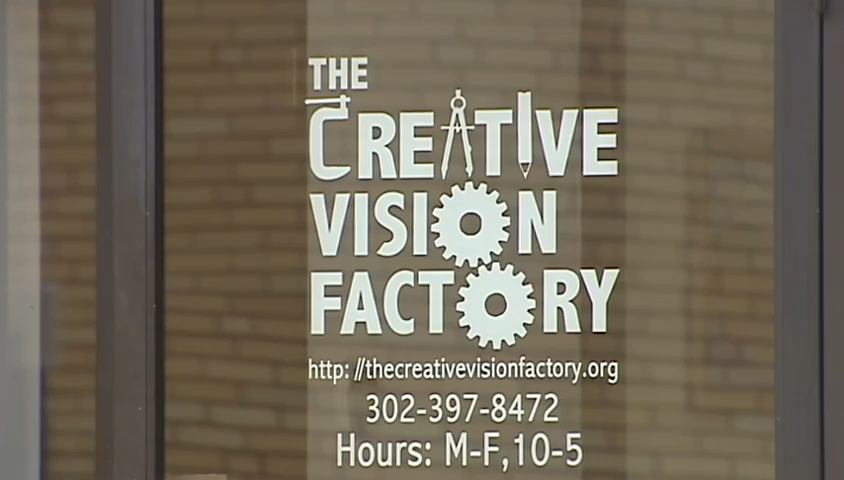 THE
CREATIVE
VISION
FACTORY
http: //thecreativevisionfactory.org
302-397-8472
Hours: M-F,10-5